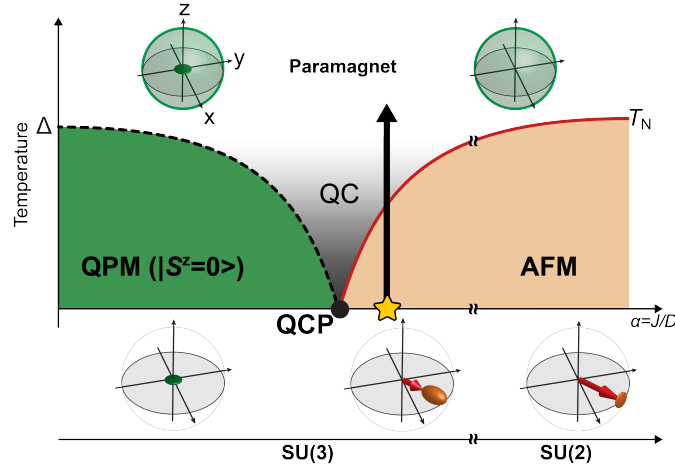 z
y
x
Paramagnet
Δ
T_N
Temperature
QC
QPM (|S^z=0>)
AFM
QCP
α=J/D
SU(3)
SU(2)